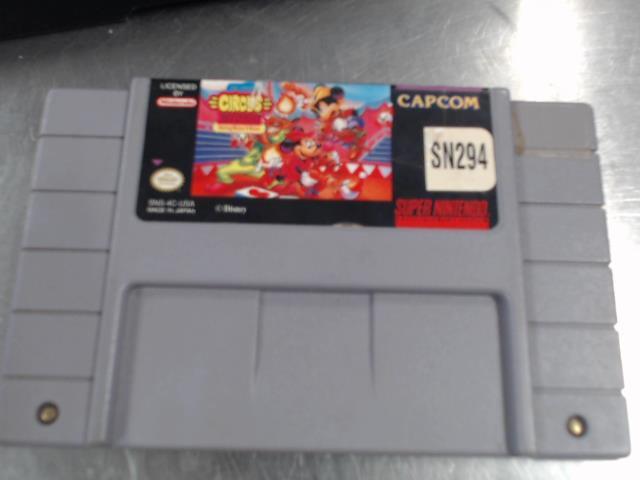 LICENSED
BY
Nintendo
CIRCUS
CAPCOM
SN294
SNS-4C-USA
MADE IN JAPAN
© Disney
SUPER NINTENDO